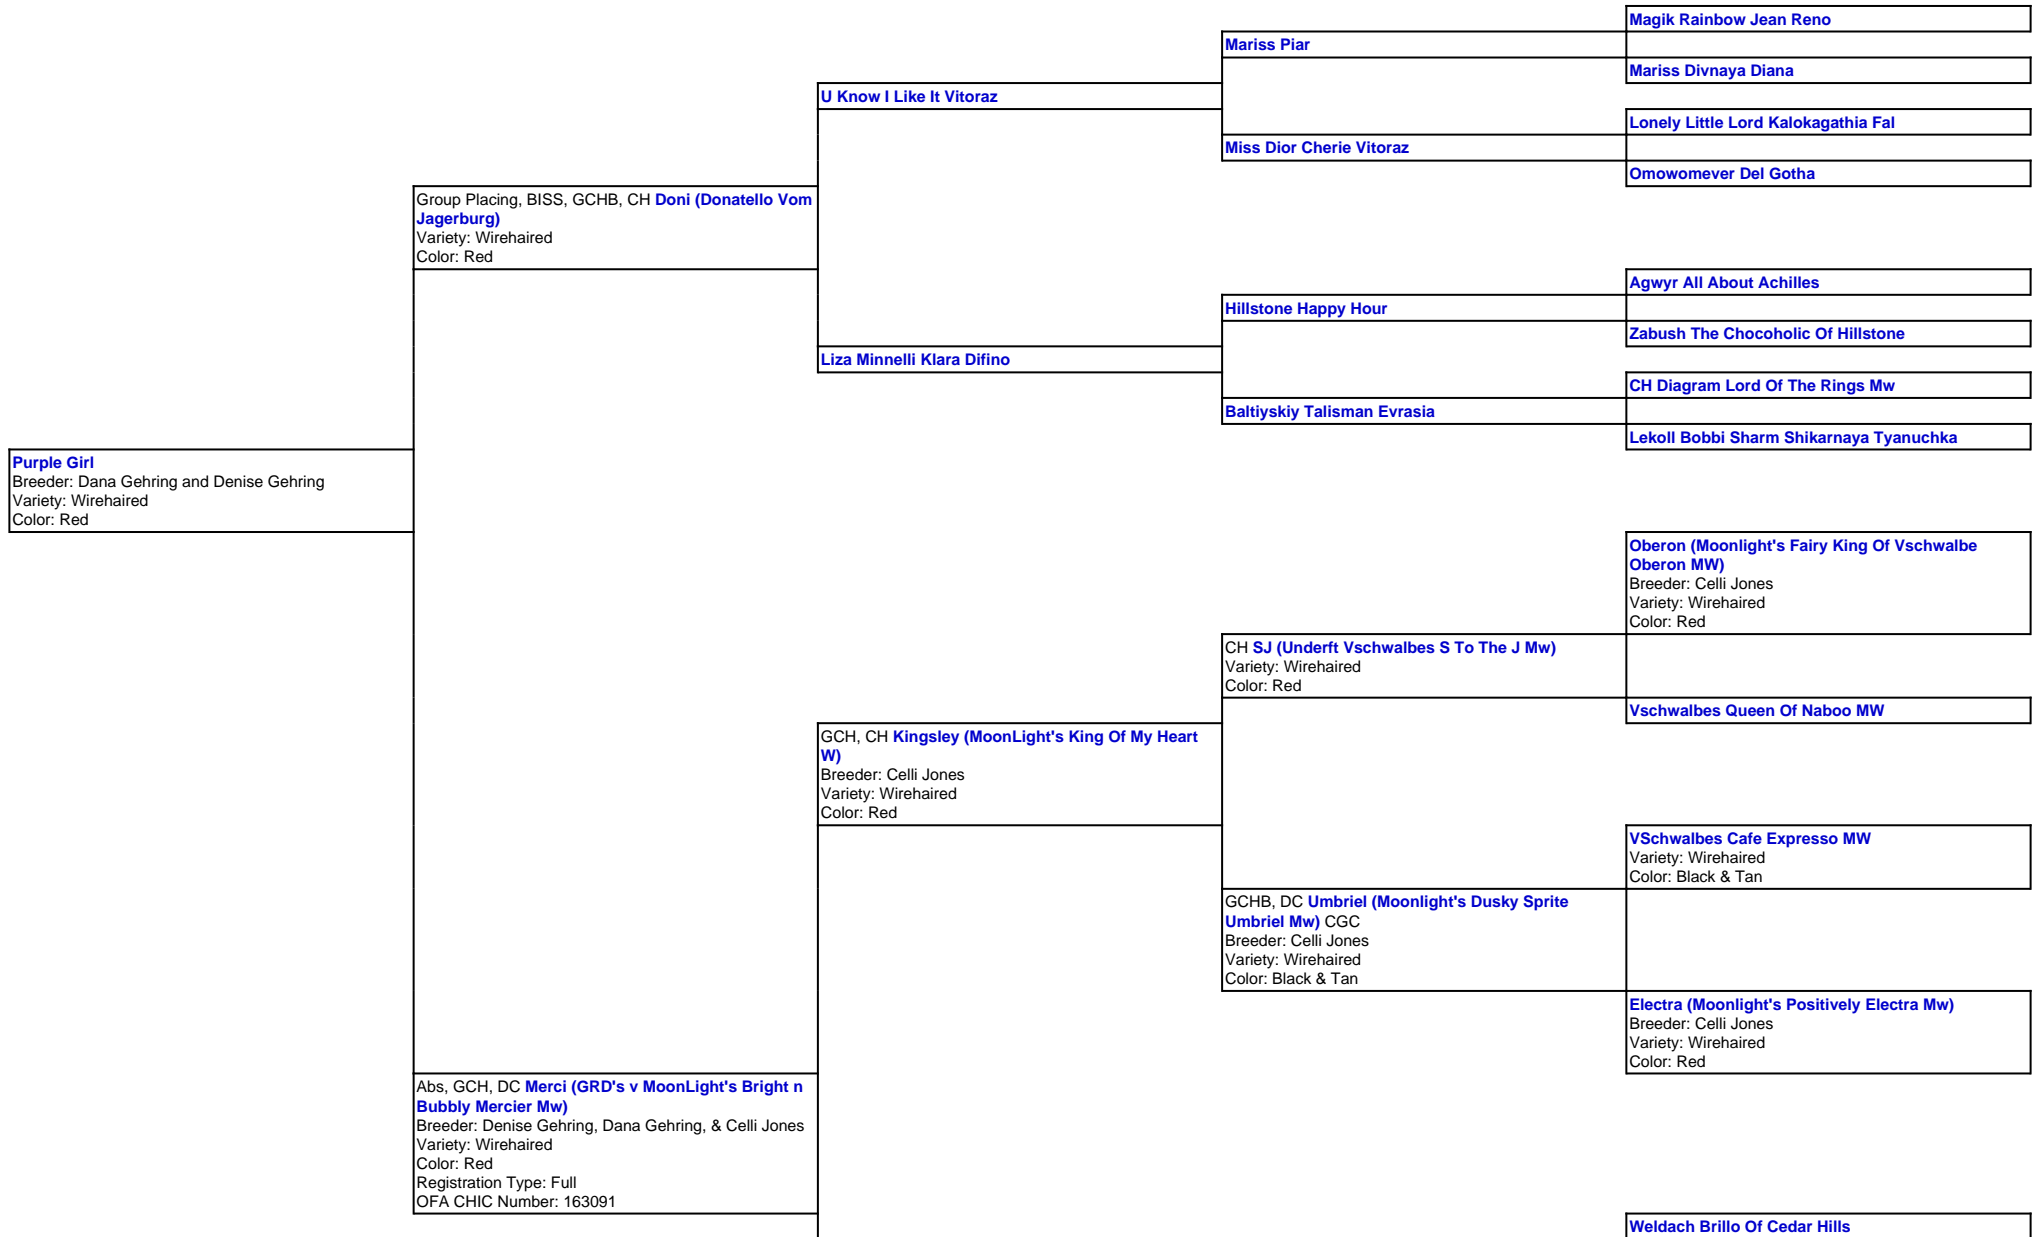 Magik Rainbow Jean Reno
Mariss Piar
Mariss Divnaya Diana
U Know I Like It Vitoraz
Lonely Little Lord Kalokagathia Fal
Miss Dior Cherie Vitoraz
Omowomever Del Gotha
Group Placing, BISS, GCHB, CH Doni (Donatello Vom
Jagerburg)
Variety: Wirehaired
Color: Red
Agwyr All About Achilles
Hillstone Happy Hour
Zabush The Chocoholic Of Hillstone
Liza Minnelli Klara Difino
CH Diagram Lord Of The Rings Mw
Baltiyskiy Talisman Evrasia
Lekoll Bobbi Sharm Shikarnaya Tyanuchka
Purple Girl
Breeder: Dana Gehring and Denise Gehring
Variety: Wirehaired
Color: Red
Oberon (Moonlight's Fairy King Of Vschwalbe
Oberon MW)
Breeder: Celli Jones
Variety: Wirehaired
Color: Red
CH SJ (Underft Vschwalbes S To The J Mw)
Variety: Wirehaired
Color: Red
Vschwalbes Queen Of Naboo MW
GCH, CH Kingsley (MoonLight's King Of My Heart
W)
Breeder: Celli Jones
Variety: Wirehaired
Color: Red
VSchwalbes Cafe Expresso MW
Variety: Wirehaired
Color: Black & Tan
GCHB, DC Umbriel (Moonlight's Dusky Sprite
Umbriel Mw) CGC
Breeder: Celli Jones
Variety: Wirehaired
Color: Black & Tan
Electra (Moonlight's Positively Electra Mw)
Breeder: Celli Jones
Variety: Wirehaired
Color: Red
Abs, GCH, DC Merci (GRD's v MoonLight's Bright n
Bubbly Mercier Mw)
Breeder: Denise Gehring, Dana Gehring, & Celli Jones
Variety: Wirehaired
Color: Red
Registration Type: Full
OFA CHIC Number: 163091
Weldach Brillo Of Cedar Hills